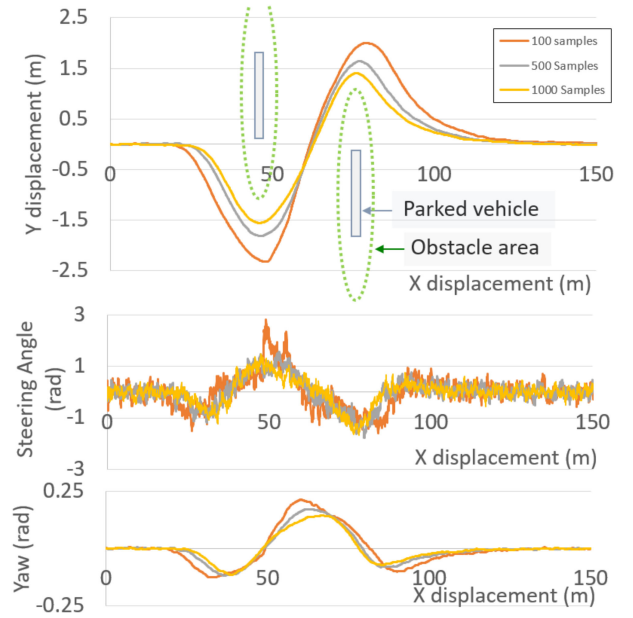 2.5
1.5
0.5
-0.5
-1.5
-2.5
Y displacement (m)
0
50
100
150
100 samples
500 Samples
1000 Samples
Parked vehicle
Obstacle area
X displacement (m)
3
1
-1
-3
Steering Angle
(rad)
0
50
100
150
X displacement (m)
0.25
-0.25
Yaw (rad)
0
50
100
150
X displacement (m)